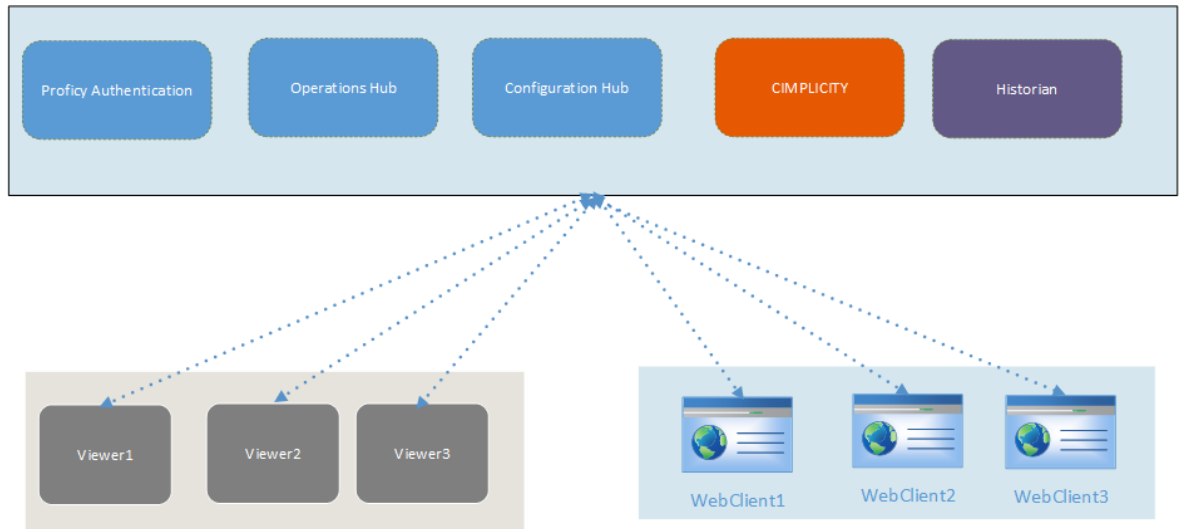 Proficy Authentication
Operations Hub
Configuration Hub
CIMPLICITY
Historian
Viewer1
Viewer2
Viewer3
WebClient1
WebClient2
WebClient3